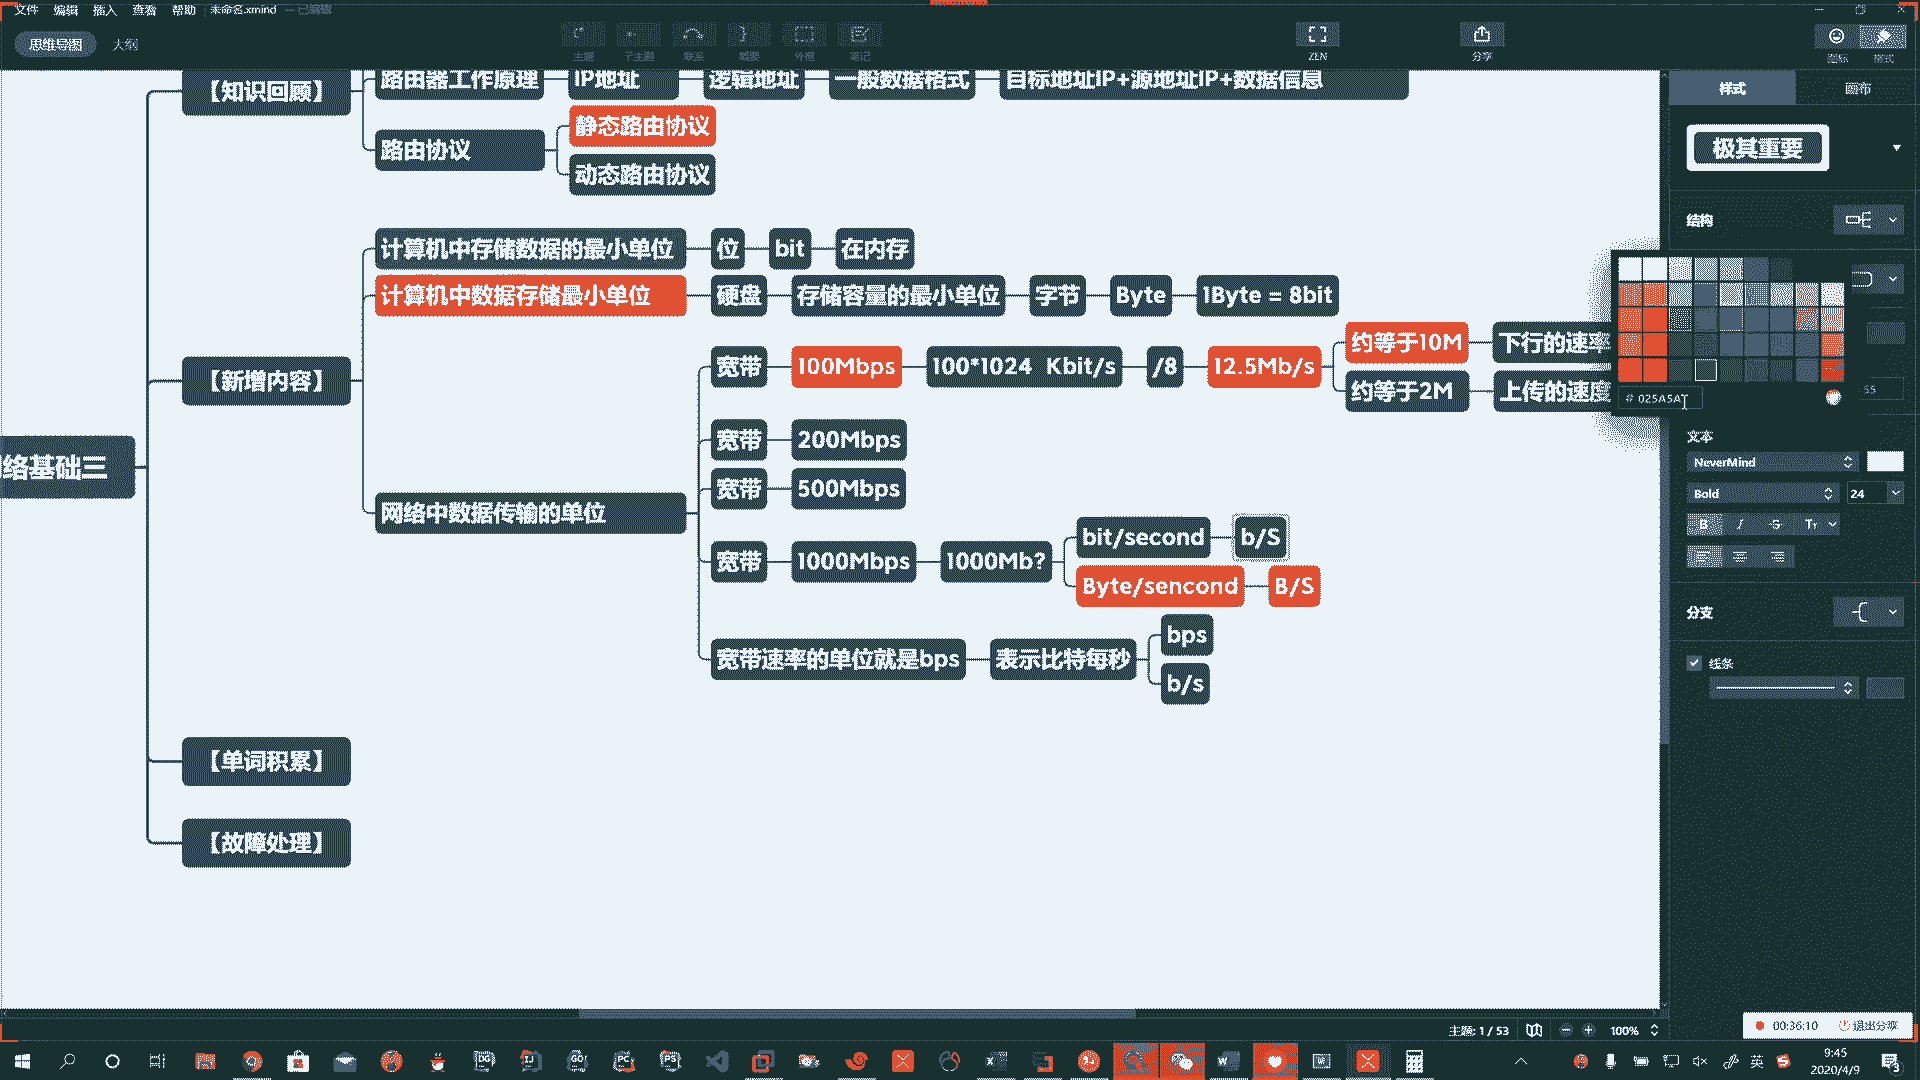 文件 编辑 插入 查看 帮助 未命名.xmind — 已编辑
思维导图 大纲
主题 子主题 联系 概要 外框 笔记 ZEN 分享 图标 格式
样式 画布
极其重要
结构
# 025A5A
55
文本
NeverMind
Bold 24
B I S Tт
分支
线条
络基础三
【知识回顾】
路由器工作原理 IP地址 逻辑地址 一般数据格式 目标地址IP+源地址IP+数据信息
路由协议
静态路由协议
动态路由协议
【新增内容】
计算机中存储数据的最小单位 位 bit 在内存
计算机中数据存储最小单位 硬盘 存储容量的最小单位 字节 Byte 1Byte = 8bit
网络中数据传输的单位
宽带 100Mbps 100*1024 Kbit/s /8 12.5Mb/s
约等于10M 下行的速率
约等于2M 上传的速度
宽带 200Mbps
宽带 500Mbps
宽带 1000Mbps 1000Mb?
bit/second b/S
Byte/sencond B/S
宽带速率的单位就是bps 表示比特每秒
bps
b/s
【单词积累】
【故障处理】
主题: 1 / 53 100%
00:36:10 退出分享
英
9:45
2020/4/9